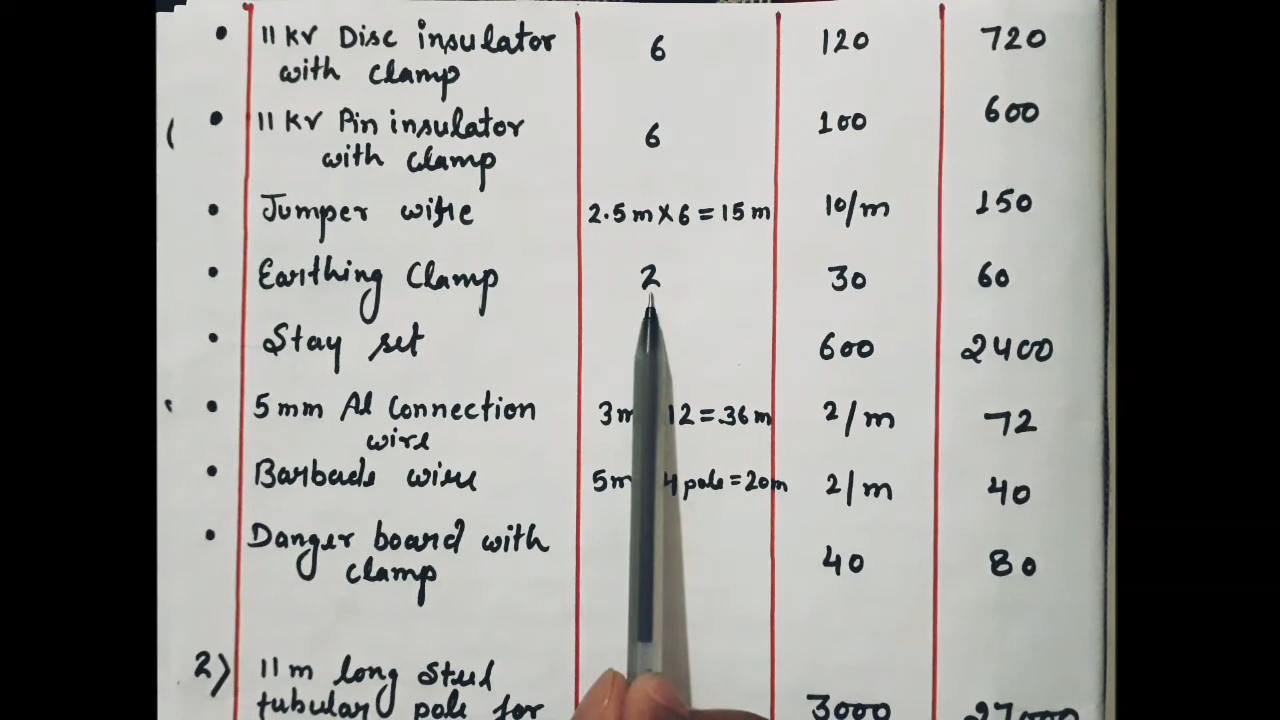 • 11 kv Disc insulator 6 120 720
with clamp
• 11 kv Pin insulator 6 100 600
with clamp
• Jumper wire 2.5 m x 6 = 15 m 10/m 150
• Earthing Clamp 2 30 60
• Stay set 600 2400
• 5 mm Al Connection 3m 12 = 36 m 2/m 72
wire
• Barbade wire 5m 4 pole = 20m 2/m 40
• Danger board with 40 80
clamp
2) 11 m long steel
tubular pole for 3000 27000